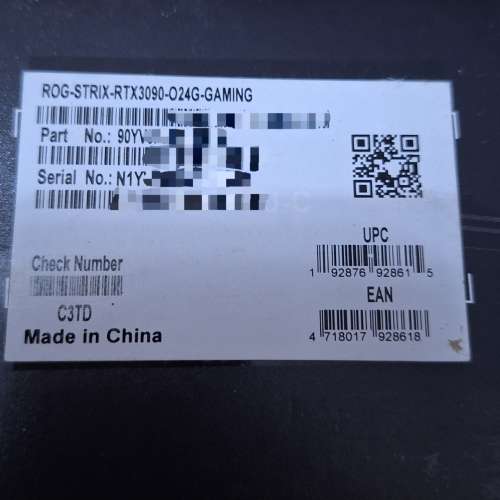 ROG-STRIX-RTX3090-O24G-GAMING
Part No.: 90YV
Serial No.: N1Y
UPC
1 92876 92861 5
Check Number
EAN
C3TD
4 718017 928618
Made in China